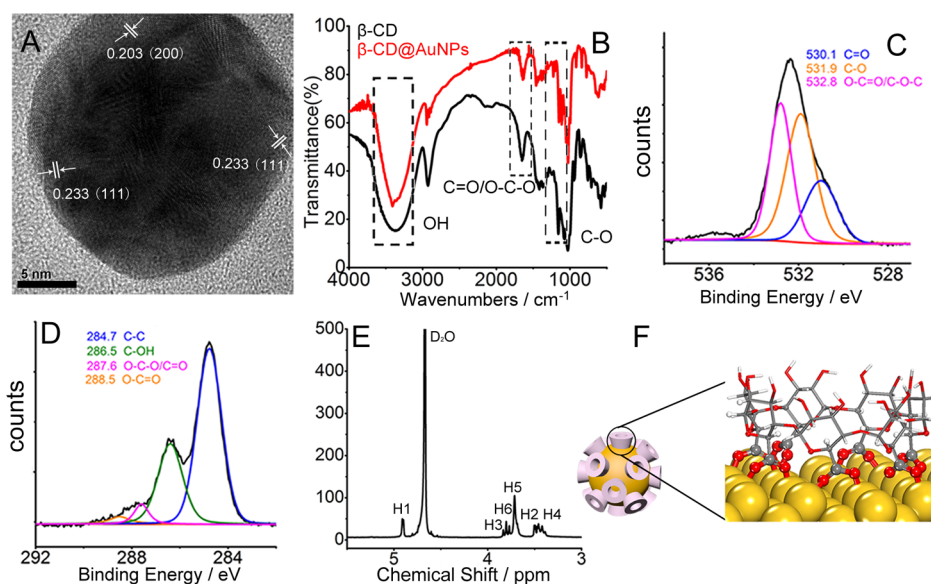 A
0.203 (200)
0.233 (111)
0.233 (111)
5 nm
B
β-CD
β-CD@AuNPs
Transmittance(%)
100
80
60
40
20
0
C=O/O-C-O
OH
C-O
4000 3000 2000 1000
Wavenumbers / cm⁻¹
C
530.1 C=O
531.9 C-O
532.8 O-C=O/C-O-C
counts
536 532 528
Binding Energy / eV
D
284.7 C-C
286.5 C-OH
287.6 O-C-O/C=O
288.5 O-C=O
counts
292 288 284
Binding Energy / eV
E
500
400
300
200
100
0
D₂O
H1
H3
H6
H5
H2
H4
5 4 3
Chemical Shift / ppm
F